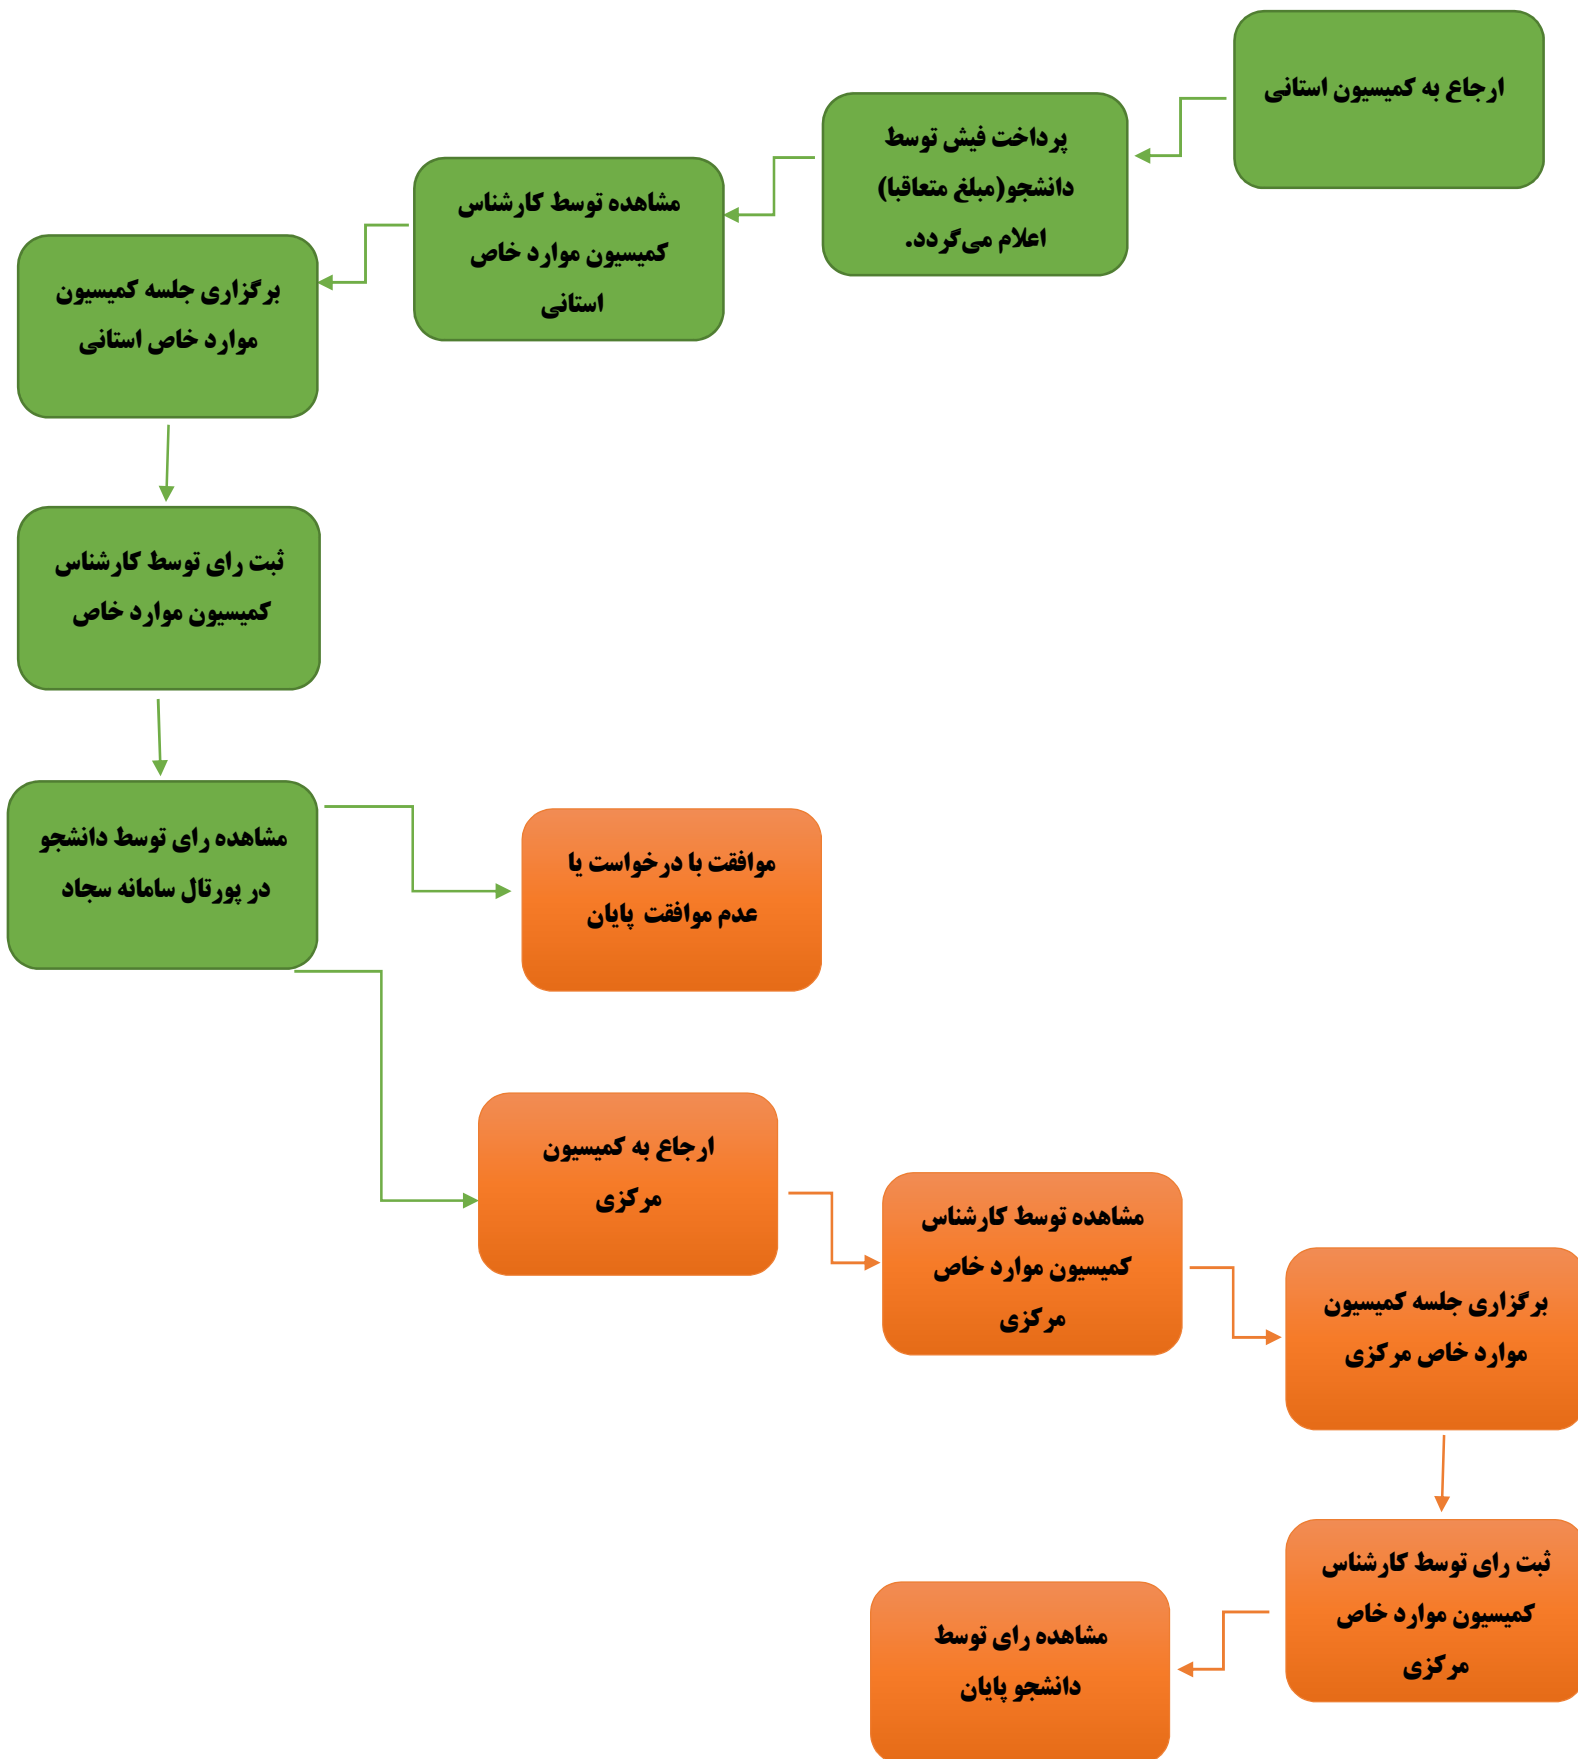 ارجاع به کمیسیون استانی
پرداخت فیش توسط
دانشجو(مبلغ متعاقبا)
اعلام می‌گردد.
مشاهده توسط کارشناس
کمیسیون موارد خاص
استانی
برگزاری جلسه کمیسیون
موارد خاص استانی
ثبت رای توسط کارشناس
کمیسیون موارد خاص
مشاهده رای توسط دانشجو
در پورتال سامانه سجاد
موافقت با درخواست یا
عدم موافقت پایان
ارجاع به کمیسیون
مرکزی
مشاهده توسط کارشناس
کمیسیون موارد خاص
مرکزی
برگزاری جلسه کمیسیون
موارد خاص مرکزی
ثبت رای توسط کارشناس
کمیسیون موارد خاص
مرکزی
مشاهده رای توسط
دانشجو پایان